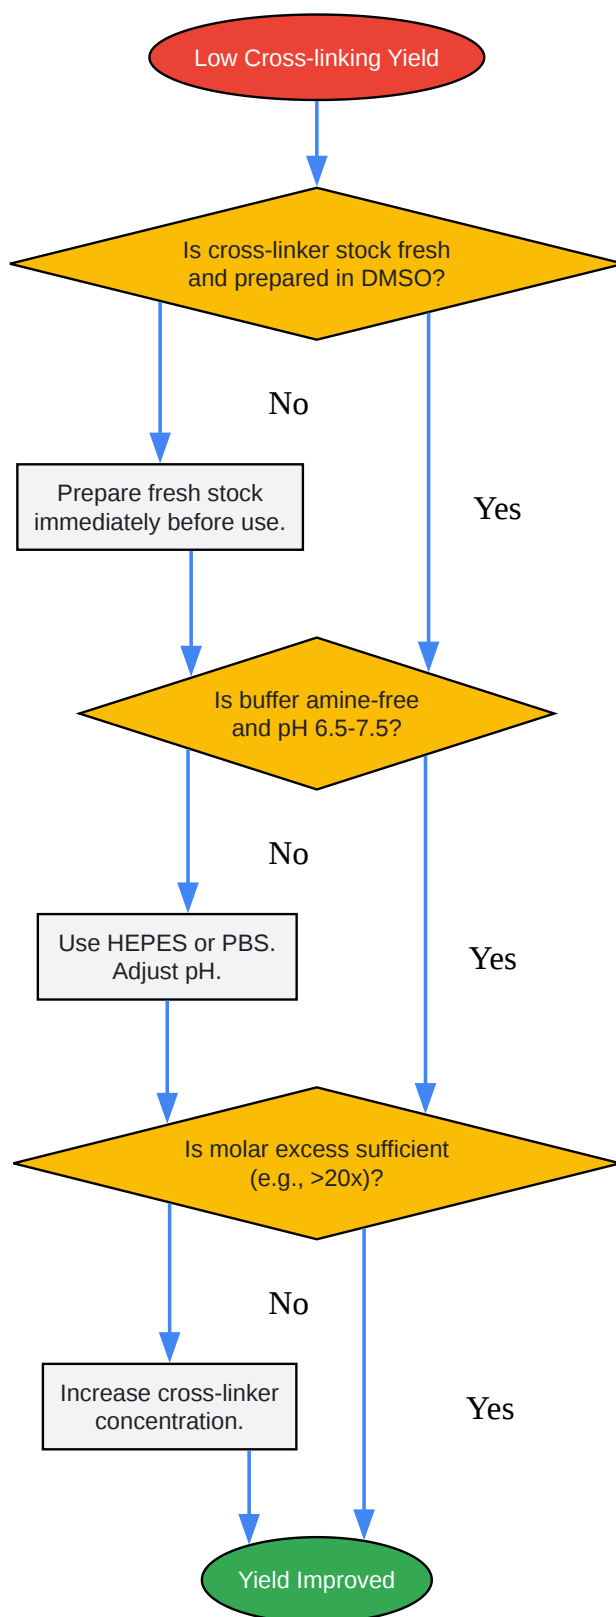 Low Cross-linking Yield
Is cross-linker stock fresh
and prepared in DMSO?
No
Prepare fresh stock
immediately before use.
Yes
Is buffer amine-free
and pH 6.5-7.5?
No
Use HEPES or PBS.
Adjust pH.
Yes
Is molar excess sufficient
(e.g., >20x)?
No
Increase cross-linker
concentration.
Yes
Yield Improved